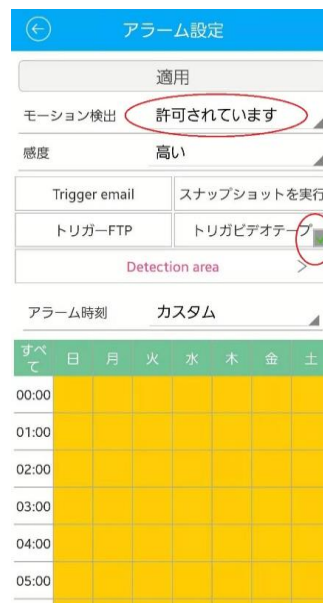 アラーム設定
適用
モーション検出 許可されています
感度 高い
Trigger email スナップショットを実行
トリガーFTP トリガビデオテープ
Detection area >
アラーム時刻 カスタム
すべて 日 月 火 水 木 金 土
00:00
01:00
02:00
03:00
04:00
05:00